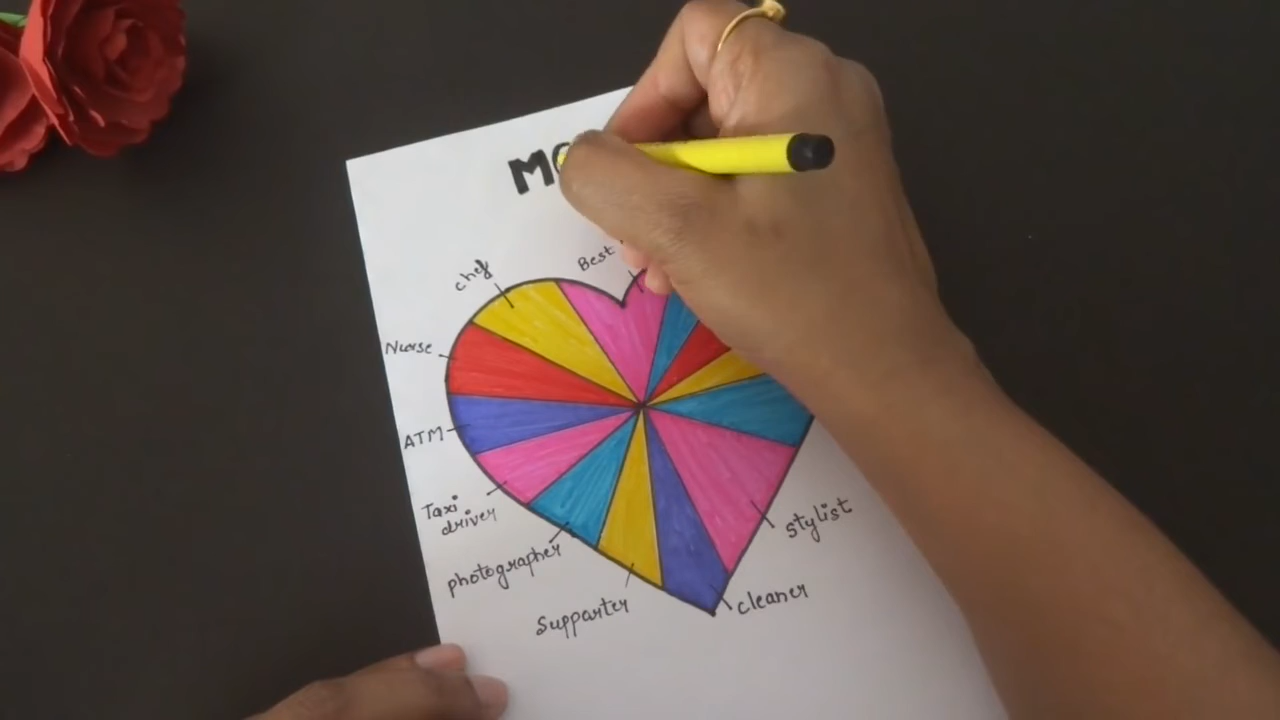 MO
chef
Best
Nurse
ATM
Taxi
driver
photographer
supporter
cleaner
stylist